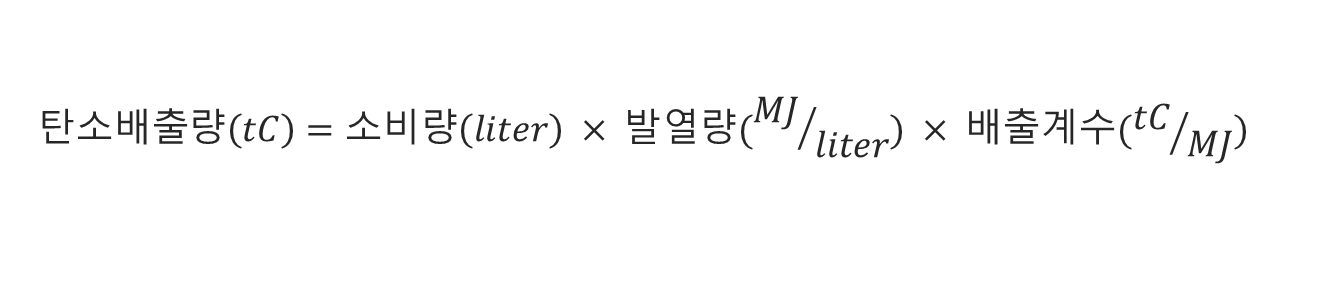 탄소배출량(tC) = 소비량(liter) × 발열량(MJ/liter) × 배출계수(tC/MJ)